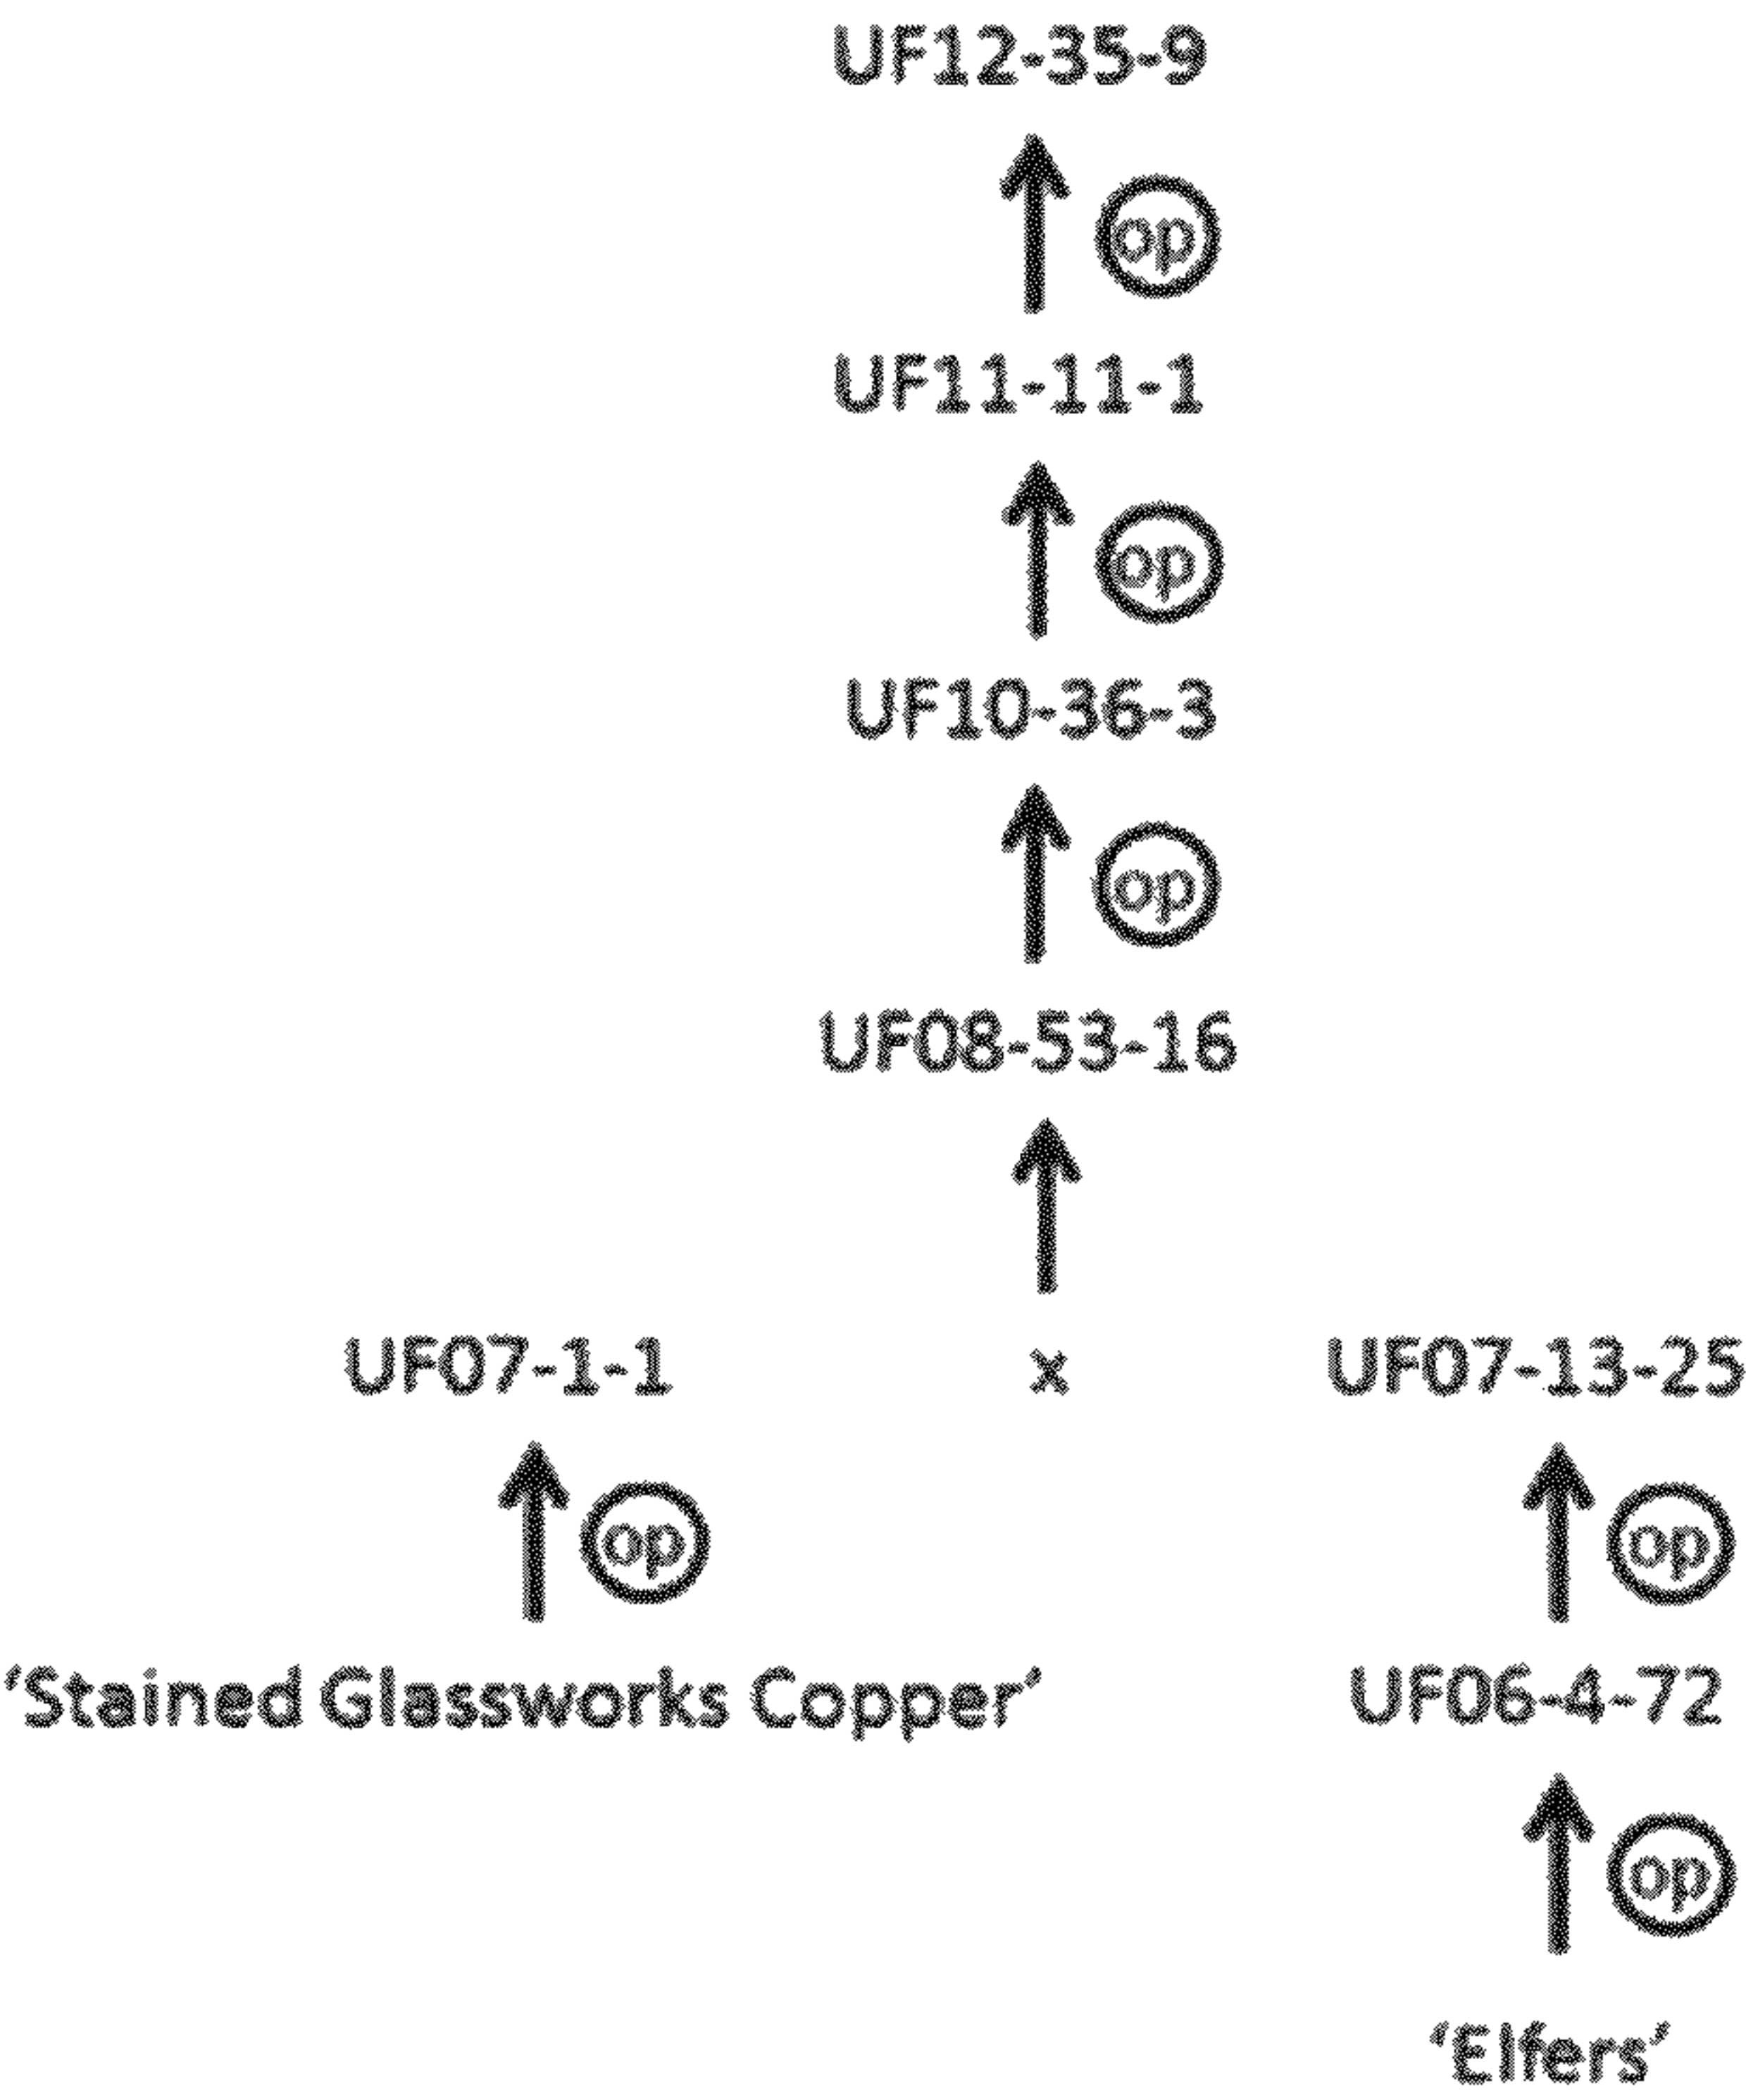 UF12-35-9
op
UF11-11-1
op
UF10-36-3
op
UF08-53-16
UF07-1-1 x UF07-13-25
op op
‘Stained Glassworks Copper’ UF06-4-72
op
‘Elfers’